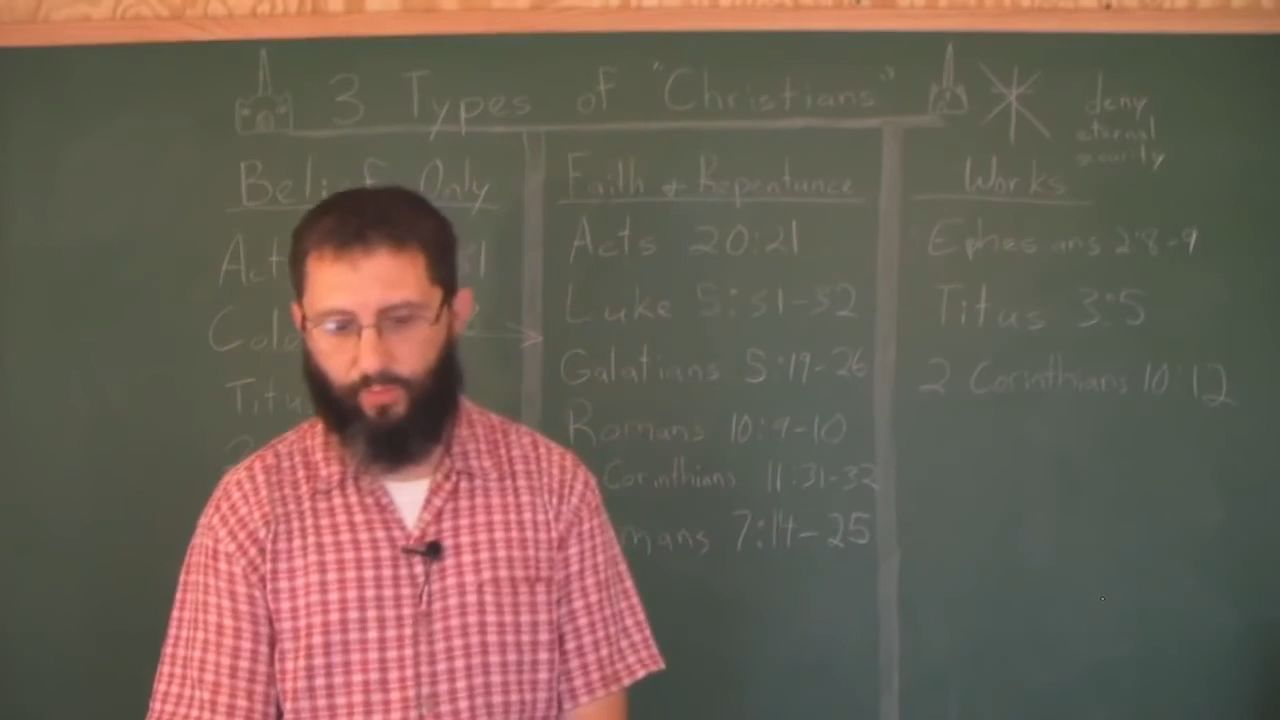 3 Types of "Christians"
deny
eternal
security
Belief Only
Faith & Repentance
Works
Acts 20:21
Luke 5:31-32
Galatians 5:19-26
Romans 10:9-10
Corinthians 11:31-32
mans 7:14-25
Ephesians 2:8-9
Titus 3:5
2 Corinthians 10:12